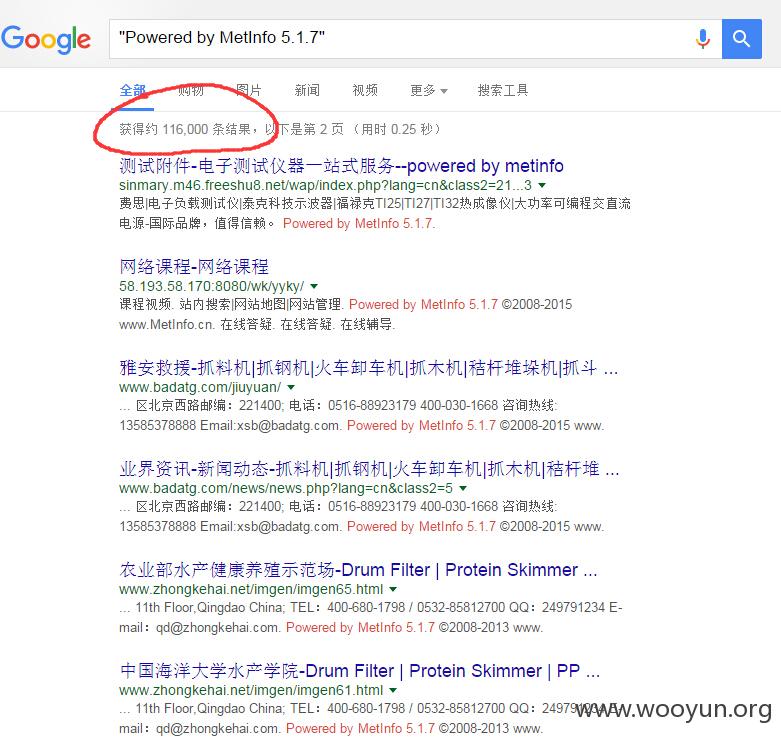 Google "Powered by MetInfo 5.1.7"
全部 购物 图片 新闻 视频 更多 搜索工具
获得约 116,000 条结果，以下是第 2 页 （用时 0.25 秒）
测试附件-电子测试仪器一站式服务--powered by metinfo
sinmary.m46.freeshu8.net/wap/index.php?lang=cn&class2=21...3
费思|电子负载测试仪|泰克科技示波器|福禄克TI25|TI27|TI32热成像仪|大功率可编程交直流
电源-国际品牌，值得信赖。 Powered by MetInfo 5.1.7.
网络课程-网络课程
58.193.58.170:8080/wk/yyky/
课程视频. 站内搜索|网站地图|网站管理. Powered by MetInfo 5.1.7 ©2008-2015
www.MetInfo.cn. 在线答疑. 在线答疑. 在线辅导.
雅安救援-抓料机|抓钢机|火车卸车机|抓木机|秸杆堆垛机|抓斗 ...
www.badatg.com/jiuyuan/
... 区北京西路邮编：221400; 电话：0516-88923179 400-030-1668 咨询热线:
13585378888 Email:xsb@badatg.com. Powered by MetInfo 5.1.7 ©2008-2015 www.
业界资讯-新闻动态-抓料机|抓钢机|火车卸车机|抓木机|秸杆堆 ...
www.badatg.com/news/news.php?lang=cn&class2=5
... 区北京西路邮编：221400; 电话：0516-88923179 400-030-1668 咨询热线:
13585378888 Email:xsb@badatg.com. Powered by MetInfo 5.1.7 ©2008-2015 www.
农业部水产健康养殖示范场-Drum Filter | Protein Skimmer ...
www.zhongkehai.net/imgen/imgen65.html
... 11th Floor,Qingdao China; TEL：400-680-1798 / 0532-85812700 QQ：249791234 E-
mail：qd@zhongkehai.com. Powered by MetInfo 5.1.7 ©2008-2013 www.
中国海洋大学水产学院-Drum Filter | Protein Skimmer | PP ...
www.zhongkehai.net/imgen/imgen61.html
... 11th Floor,Qingdao China; TEL：400-680-1798 / 0532-85812700 QQ：249791234 E-
mail：qd@zhongkehai.com. Powered by MetInfo 5.1.7 ©2008-2013 www.
www.wooyun.org